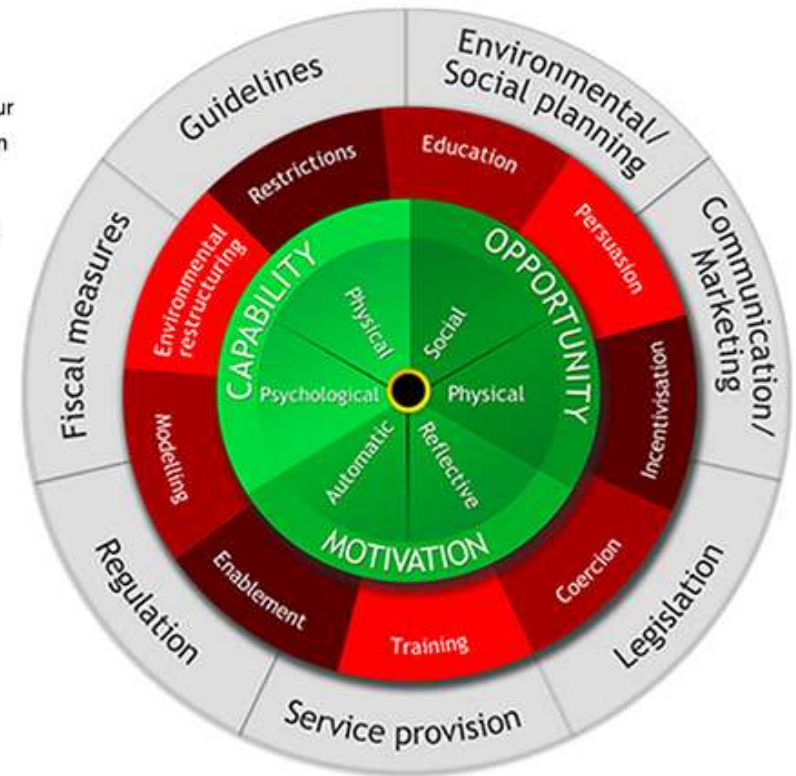 ur
n
Guidelines
Environmental/
Social planning
Communication/
Marketing
Legislation
Service provision
Regulation
Fiscal measures
Restrictions
Education
Persuasion
Incentivisation
Coercion
Training
Enablement
Modelling
Environmental
restructuring
CAPABILITY
OPPORTUNITY
MOTIVATION
Physical
Social
Physical
Reflective
Automatic
Psychological